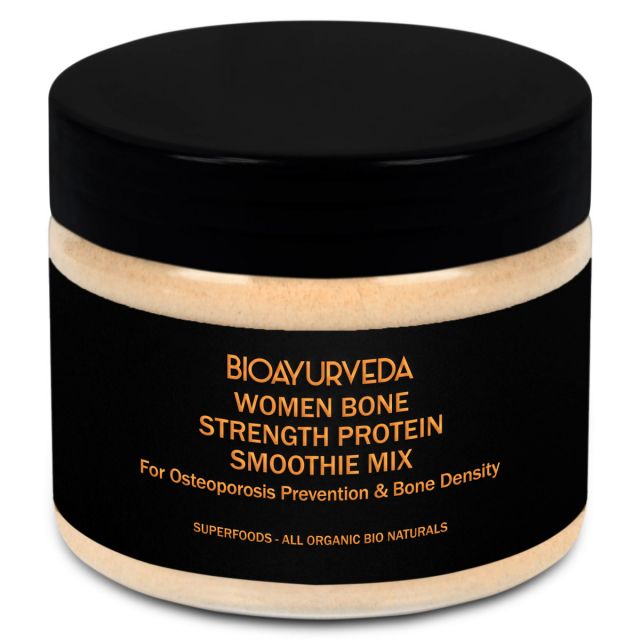 BIOAYURVEDA
WOMEN BONE
STRENGTH PROTEIN
SMOOTHIE MIX
For Osteoporosis Prevention & Bone Density
SUPERFOODS - ALL ORGANIC BIO NATURALS